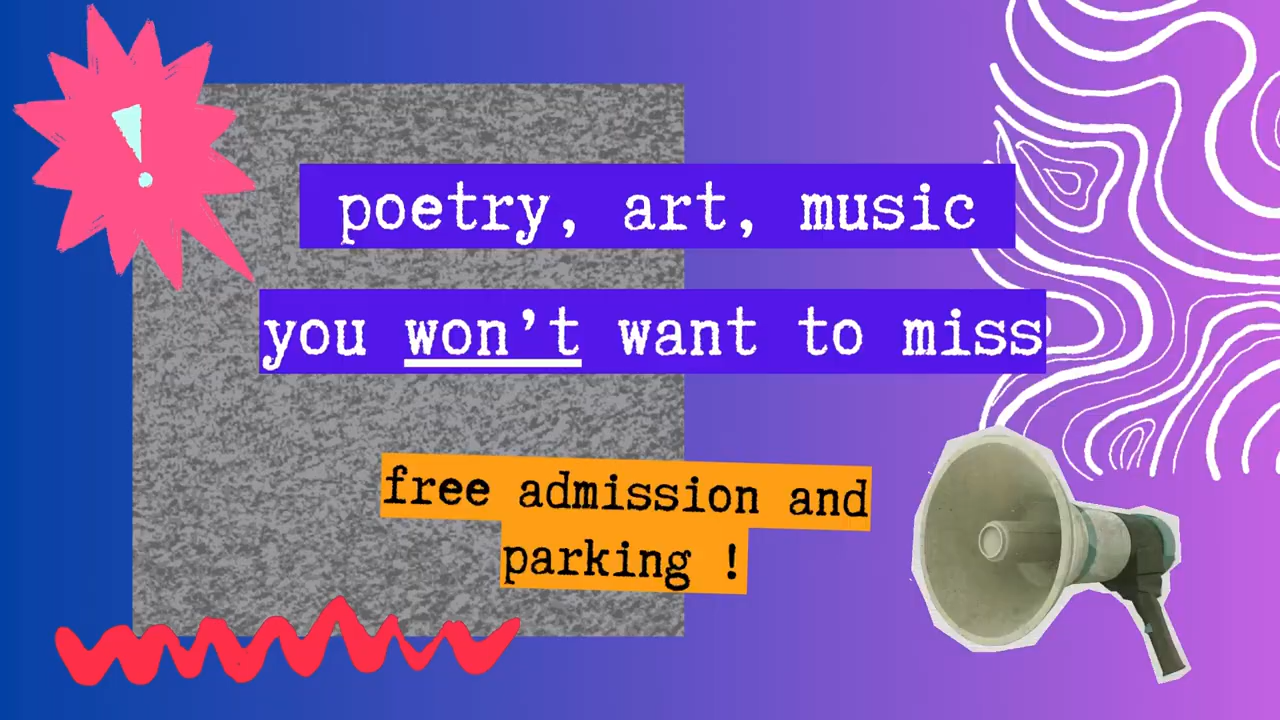 !
poetry, art, music
you won't want to miss
free admission and
parking !